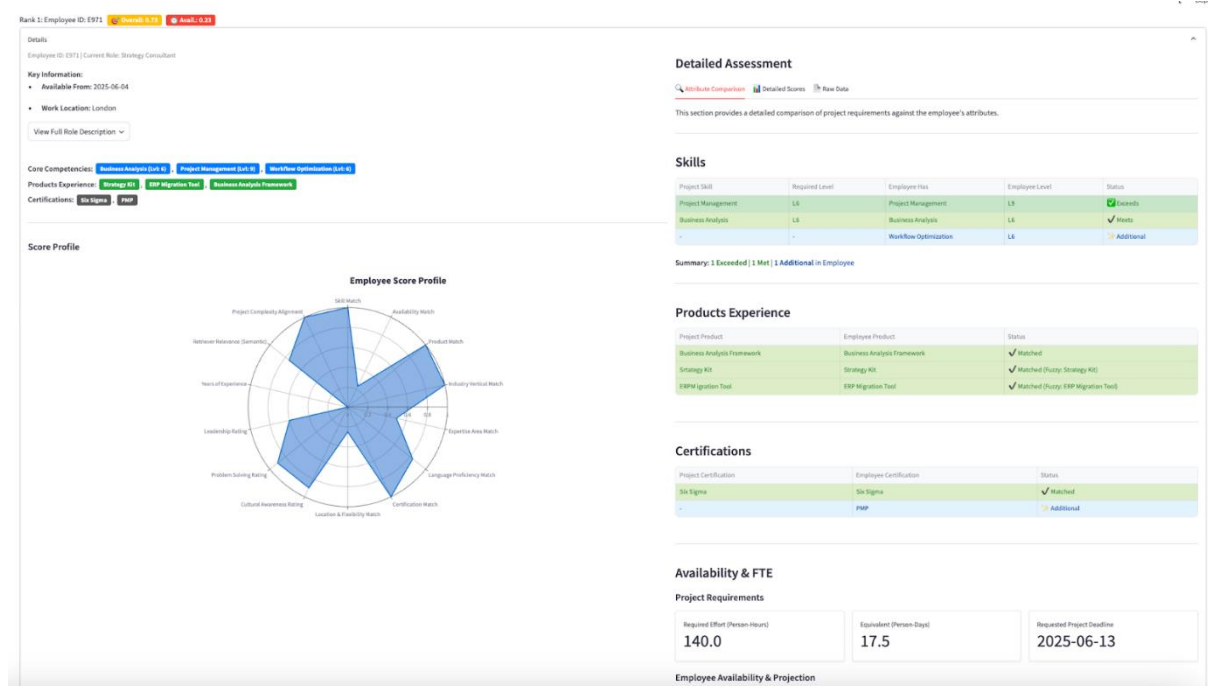 Rank 1: Employee ID: E971 Overall: 0.73 Avail.: 0.23
Details
Employee ID: E971 | Current Role: Strategy Consultant
Key Information:
• Available From: 2025-06-04
• Work Location: London
View Full Role Description
Core Competencies: Business Analysis (Lvl: 6) , Project Management (Lvl: 9) , Workflow Optimization (Lvl: 6)
Products Experience: Strategy Kit , ERP Migration Tool , Business Analysis Framework
Certifications: Six Sigma , PMP
Score Profile
Employee Score Profile
Skill Match
Project Complexity Alignment
Availability Match
Retriever Relevance (Semantic)
Product Match
Years of Experience
Industry Vertical Match
0 0.2 0.4 0.6 0.8 1
Leadership Rating
Expertise Area Match
Problem Solving Rating
Language Proficiency Match
Cultural Awareness Rating
Certification Match
Location & Flexibility Match
Detailed Assessment
Attribute Comparison Detailed Scores Raw Data
This section provides a detailed comparison of project requirements against the employee's attributes.
Skills
Project Skill Required Level Employee Has Employee Level Status
Project Management L6 Project Management L9 Exceeds
Business Analysis L6 Business Analysis L6 Meets
- - Workflow Optimization L6 Additional
Summary: 1 Exceeded | 1 Met | 1 Additional in Employee
Products Experience
Project Product Employee Product Status
Business Analysis Framework Business Analysis Framework Matched
Srtategy Kit Strategy Kit Matched (Fuzzy: Strategy Kit)
ERPM igration Tool ERP Migration Tool Matched (Fuzzy: ERP Migration Tool)
Certifications
Project Certification Employee Certification Status
Six Sigma Six Sigma Matched
- PMP Additional
Availability & FTE
Project Requirements
Required Effort (Person-Hours) Equivalent (Person-Days) Requested Project Deadline
140.0 17.5 2025-06-13
Employee Availability & Projection